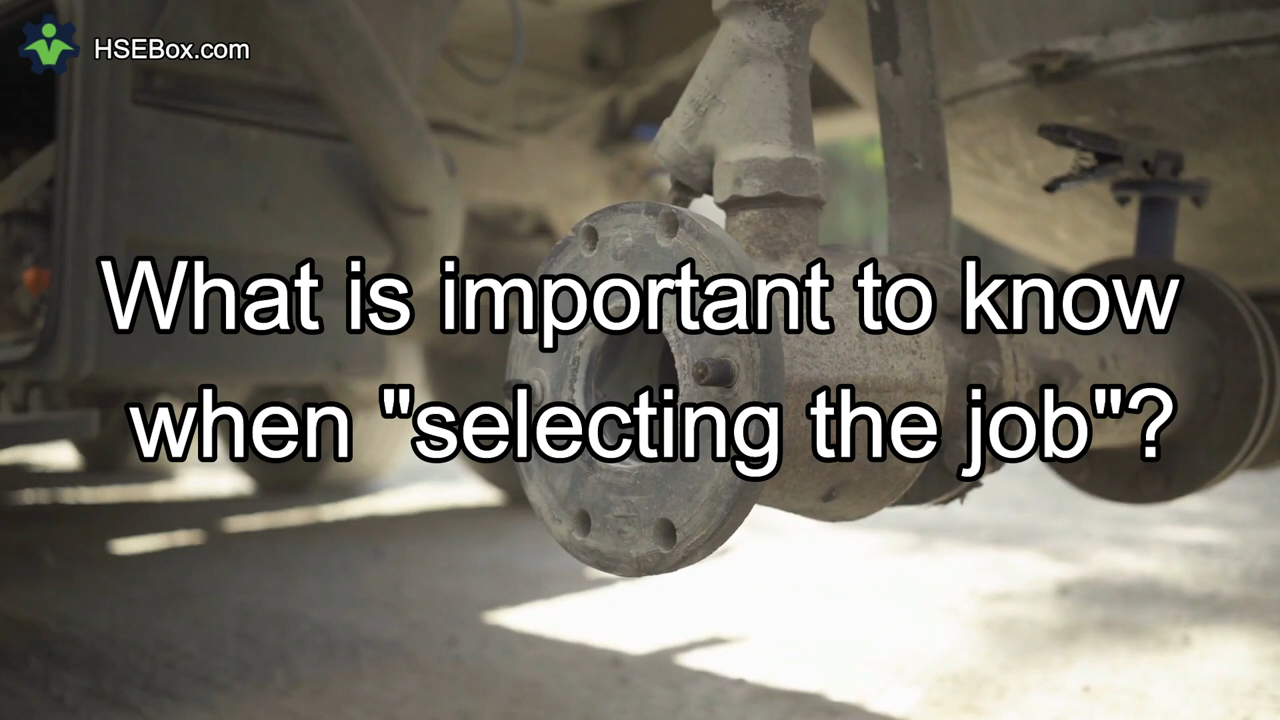 HSEBox.com
What is important to know
when "selecting the job"?